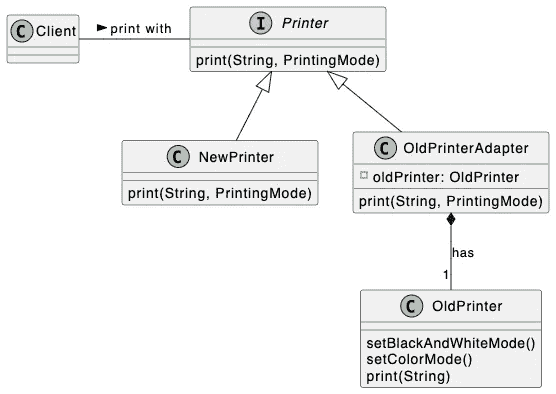 C Client
► print with
I Printer
print(String, PrintingMode)
C NewPrinter
print(String, PrintingMode)
C OldPrinterAdapter
oldPrinter: OldPrinter
print(String, PrintingMode)
has
1
C OldPrinter
setBlackAndWhiteMode()
setColorMode()
print(String)